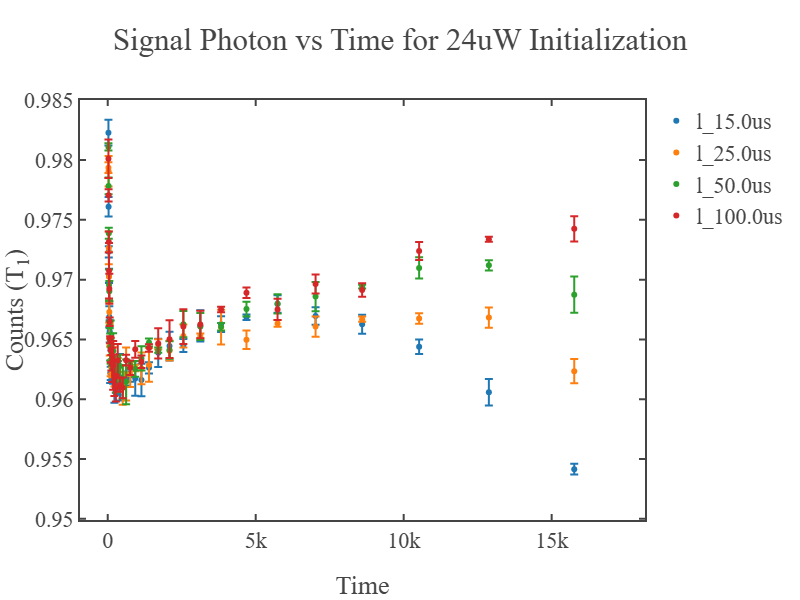 Signal Photon vs Time for 24uW Initialization
0.985
0.98
0.975
0.97
0.965
0.96
0.955
0.95
Counts (T1)
0
5k
10k
15k
Time
l_15.0us
l_25.0us
l_50.0us
l_100.0us